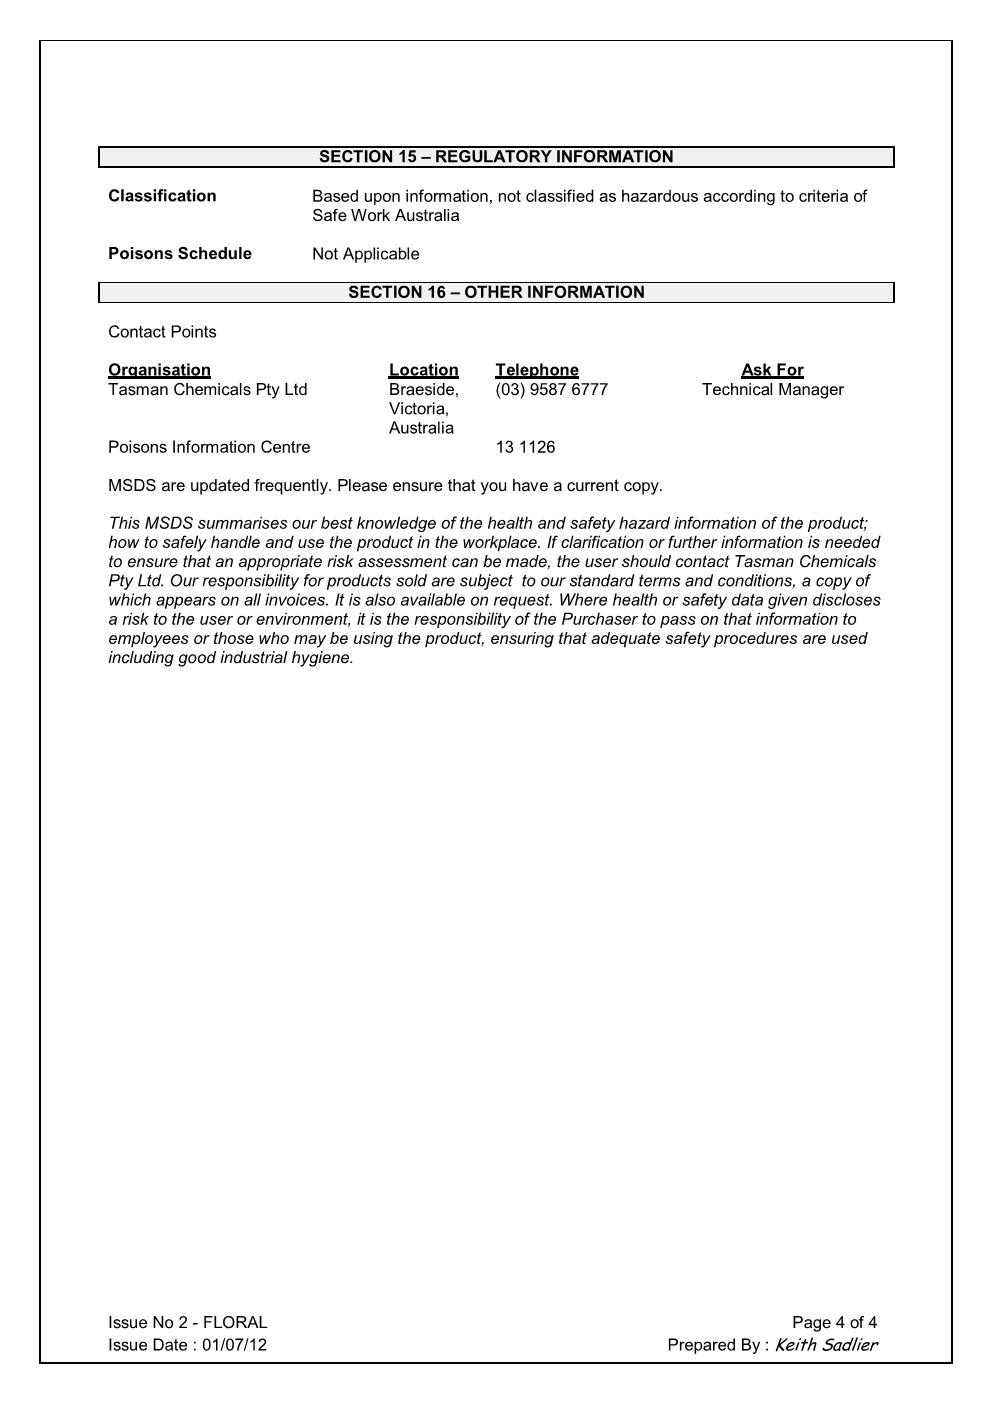 SECTION 15 – REGULATORY INFORMATION
Classification Based upon information, not classified as hazardous according to criteria of
Safe Work Australia
Poisons Schedule Not Applicable
SECTION 16 – OTHER INFORMATION
Contact Points
Organisation Location Telephone Ask For
Tasman Chemicals Pty Ltd Braeside, (03) 9587 6777 Technical Manager
Victoria,
Australia
Poisons Information Centre 13 1126
MSDS are updated frequently. Please ensure that you have a current copy.
This MSDS summarises our best knowledge of the health and safety hazard information of the product;
how to safely handle and use the product in the workplace. If clarification or further information is needed
to ensure that an appropriate risk assessment can be made, the user should contact Tasman Chemicals
Pty Ltd. Our responsibility for products sold are subject to our standard terms and conditions, a copy of
which appears on all invoices. It is also available on request. Where health or safety data given discloses
a risk to the user or environment, it is the responsibility of the Purchaser to pass on that information to
employees or those who may be using the product, ensuring that adequate safety procedures are used
including good industrial hygiene.
Issue No 2 - FLORAL Page 4 of 4
Issue Date : 01/07/12 Prepared By : Keith Sadlier